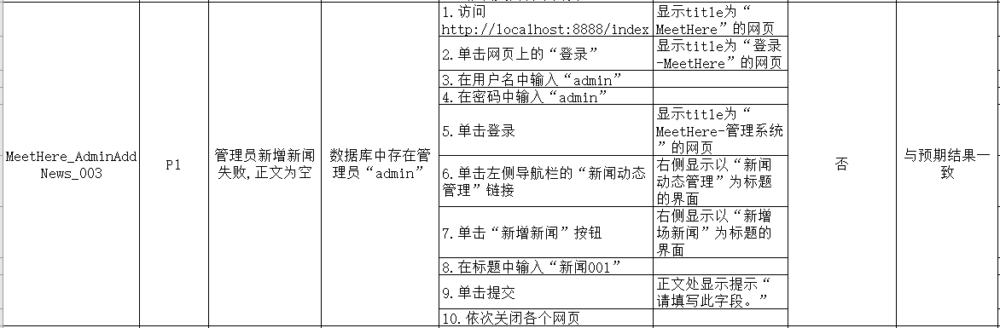 1.访问
http://localhost:8888/index
显示title为“
MeetHere”的网页
2.单击网页上的“登录”
显示title为“登录
-MeetHere”的网页
3.在用户名中输入“admin”
4.在密码中输入“admin”
5.单击登录
显示title为“
MeetHere-管理系统
”的网页
MeetHere_AdminAdd
News_003
P1
管理员新增新闻
失败,正文为空
数据库中存在管
理员“admin”
6.单击左侧导航栏的“新闻动态
管理”链接
右侧显示以“新闻
动态管理”为标题
的界面
否
与预期结果一
致
7.单击“新增新闻”按钮
右侧显示以“新增
场新闻”为标题的
界面
8.在标题中输入“新闻001”
9.单击提交
正文处显示提示“
请填写此字段。”
10.依次关闭各个网页